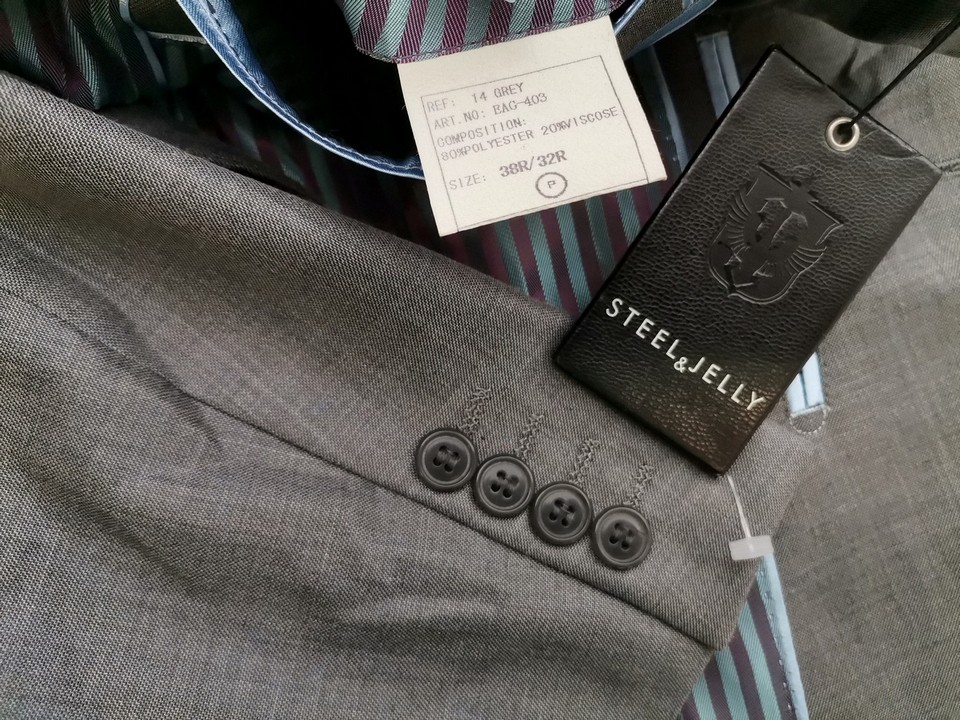 REF: 14 GREY
ART.NO: EAG-403
COMPOSITION:
80%POLYESTER 20%VISCOSE
SIZE: 38R/32R
P
STEEL&JELLY